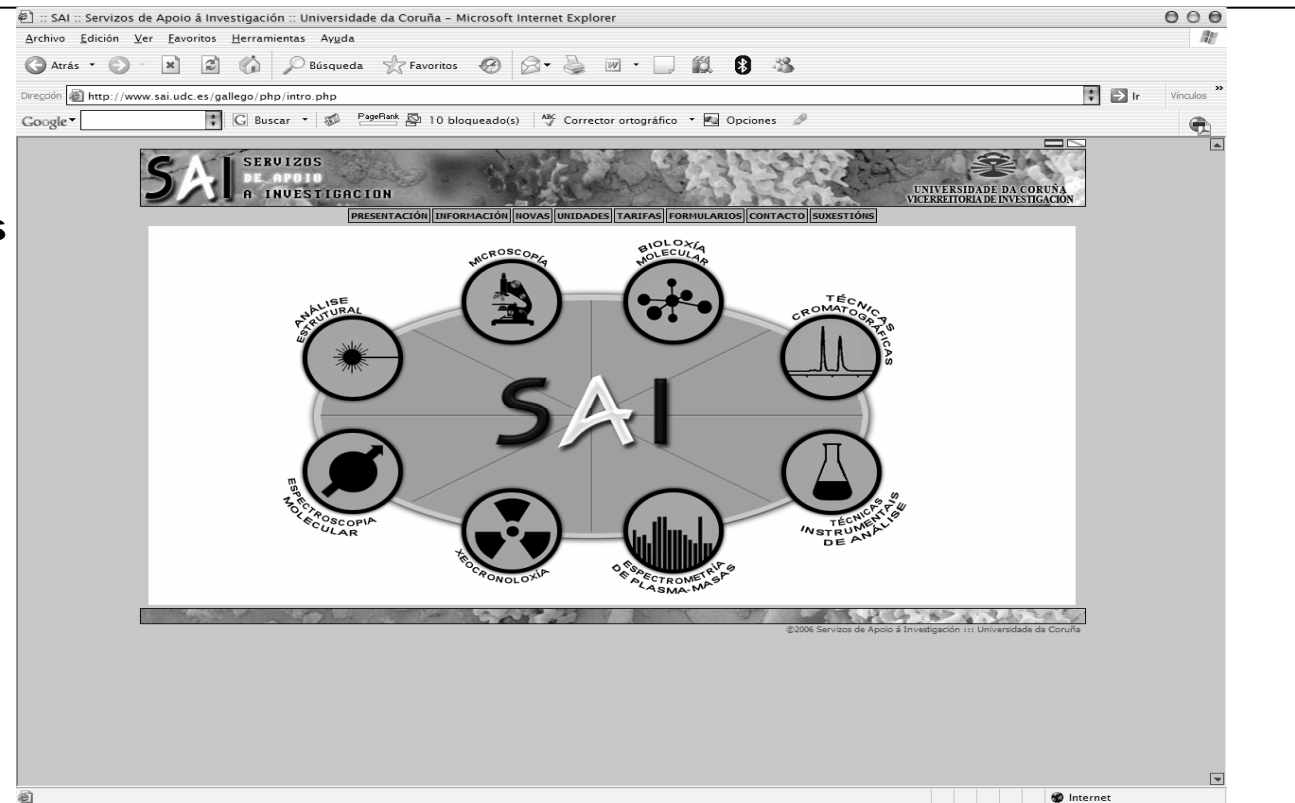 :: SAI :: Servizos de Apoio á Investigación :: Universidade da Coruña – Microsoft Internet Explorer
Archivo Edición Ver Favoritos Herramientas Ayuda
Atrás Búsqueda Favoritos
Dirección http://www.sai.udc.es/gallego/php/intro.php Ir Vínculos »
Google G Buscar PageRank 10 bloqueado(s) ABC Corrector ortográfico Opciones
SAI SERVIZOS
DE APOIO
A INVESTIGACION
UNIVERSIDADE DA CORUÑA
VICERREITORIA DE INVESTIGACIÓN
PRESENTACIÓN INFORMACIÓN NOVAS UNIDADES TARIFAS FORMULARIOS CONTACTO SUXESTIÓNS
s
MICROSCOPÍA
BIOLOXÍA
MOLECULAR
ANÁLISE
ESTRUTURAL
TÉCNICAS
CROMATOGRÁFICAS
SAI
ESPECTROSCOPIA
MOLECULAR
TÉCNICAS
INSTRUMENTAIS
DE ANÁLISE
XEOCRONOLOXÍA
ESPECTROMETRÍA
DE PLASMA-MASAS
©2006 Servizos de Apoio á Investigación ::: Universidade da Coruña
Internet